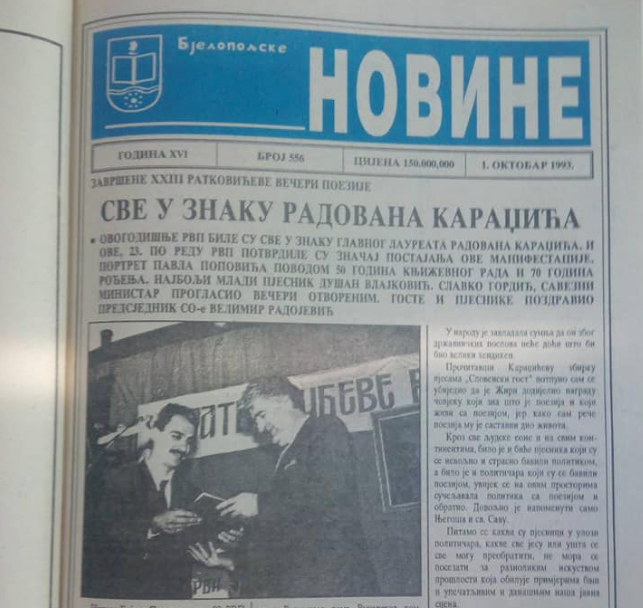 Бјелопољске
НОВИНЕ
ГОДИНА XVI
БРОЈ 556
ЦИЈЕНА 150.000,000
1. ОКТОБАР 1993.
ЗАВРШЕНЕ XXIII РАТКОВИЋЕВЕ ВЕЧЕРИ ПОЕЗИЈЕ
СВЕ У ЗНАКУ РАДОВАНА КАРАЏИЋА
• ОВОГОДИШЊЕ РВП БИЛЕ СУ СВЕ У ЗНАКУ ГЛАВНОГ ЛАУРЕАТА РАДОВАНА КАРАЏИЋА. И
ОВЕ, 23. ПО РЕДУ РВП ПОТВРДИЛЕ СУ ЗНАЧАЈ ПОСТАЈАЊА ОВЕ МАНИФЕСТАЦИЈЕ.
ПОРТРЕТ ПАВЛА ПОПОВИЋА ПОВОДОМ 50 ГОДИНА КЊИЖЕВНОГ РАДА И 70 ГОДИНА
РОЂЕЊА. НАЈБОЉИ МЛАДИ ПЈЕСНИК ДУШАН ВЛАЈКОВИЋ. СЛАВКО ГОРДИЋ, САВЕЗНИ
МИНИСТАР ПРОГЛАСИО ВЕЧЕРИ ОТВОРЕНИМ. ГОСТЕ И ПЈЕСНИКЕ ПОЗДРАВИО
ПРЕДСЈЕДНИК СО-е ВЕЛИМИР РАДОЈЕВИЋ
У народу је завладала сумња да он због
државничких послова неће доћи што би
био велики хендикеп
Прочитавши Караџићеву збирку
пјесама „Словенски гост" потпуно сам се
убиједио да је Жири додијелио награду
човјеку који зна што је поезија и који
живи са поезијом, јер како сам рече
поезија му је саставни дио живота.
Кроз све људске еоне и на свим кон-
тинентима, било је и биће пјесника који су
се невољно и страсно бавили политиком,
а било је и политичара који су се бавили
поезијом, увијек се на овим просторима
сучељавала политика са поезијом и
обратно. Довољно је напоменути само
Његоша и св. Саву.
Питамо се какви су пјесници у улози
политичара, какве све јесу или ушта се
све могу преобратити, не мора се
посезати за разноликим искуством
прошлости која обилује примјерима баш
и упечатљивим и данашњим наша јавна
сцена.
РВП